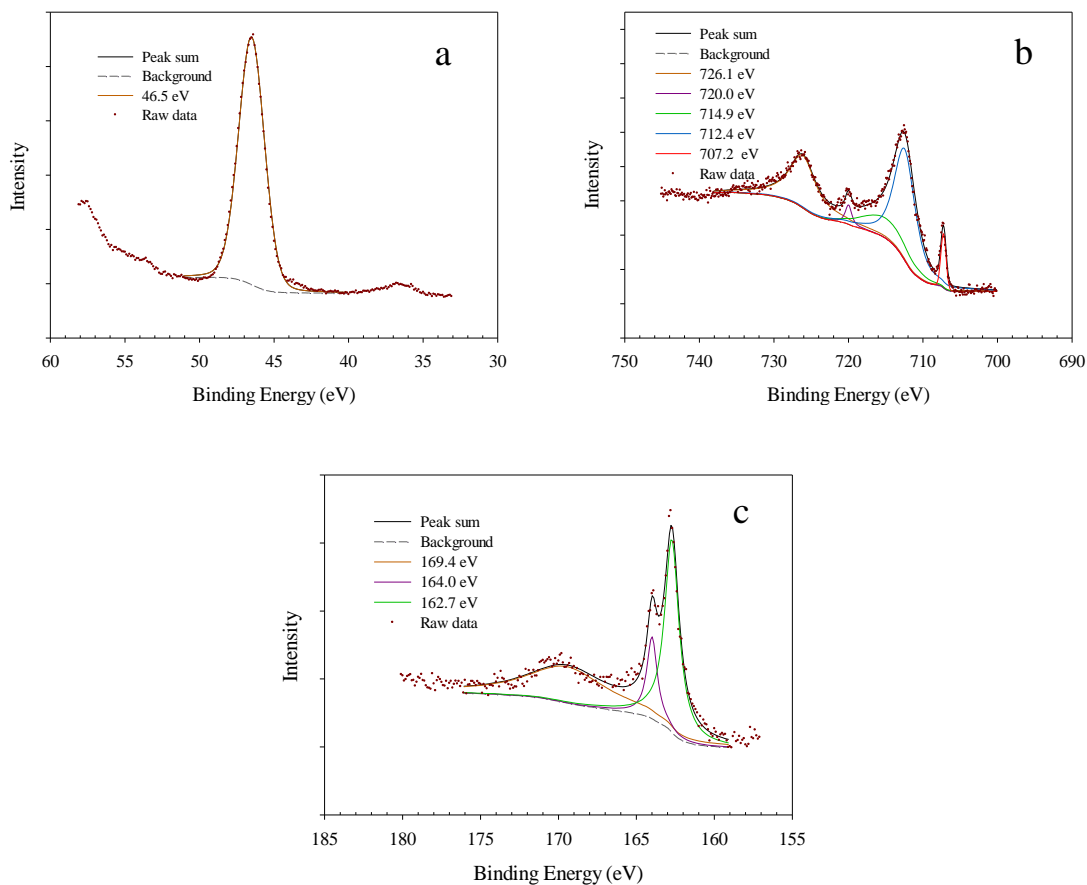 a
Peak sum
Background
46.5 eV
Raw data
Intensity
60 55 50 45 40 35 30
Binding Energy (eV)
b
Peak sum
Background
726.1 eV
720.0 eV
714.9 eV
712.4 eV
707.2 eV
Raw data
Intensity
750 740 730 720 710 700 690
Binding Energy (eV)
c
Peak sum
Background
169.4 eV
164.0 eV
162.7 eV
Raw data
Intensity
185 180 175 170 165 160 155
Binding Energy (eV)